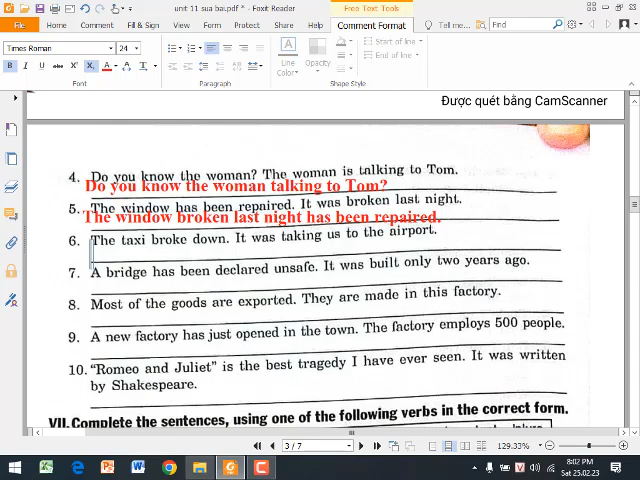 unit 11 sua bai.pdf * - Foxit Reader
Free Text Tools
File Home Comment Fill & Sign View Form Protect Share Help Comment Format Tell me... Find
Times Roman 24
B I U abc X² X₂ A T
Font
Paragraph
Line Color
Opacity
Start of line
End of line
Shape Style
Được quét bằng CamScanner
4. Do you know the woman? The woman is talking to Tom.
Do you know the woman talking to Tom?
5. The window has been repaired. It was broken last night.
The window broken last night has been repaired.
6. The taxi broke down. It was taking us to the airport.
7. A bridge has been declared unsafe. It was built only two years ago.
8. Most of the goods are exported. They are made in this factory.
9. A new factory has just opened in the town. The factory employs 500 people.
10. “Romeo and Juliet” is the best tragedy I have ever seen. It was written
by Shakespeare.
VII. Complete the sentences, using one of the following verbs in the correct form.
3 / 7
129.33%
8:02 PM
Sat 25.02.23